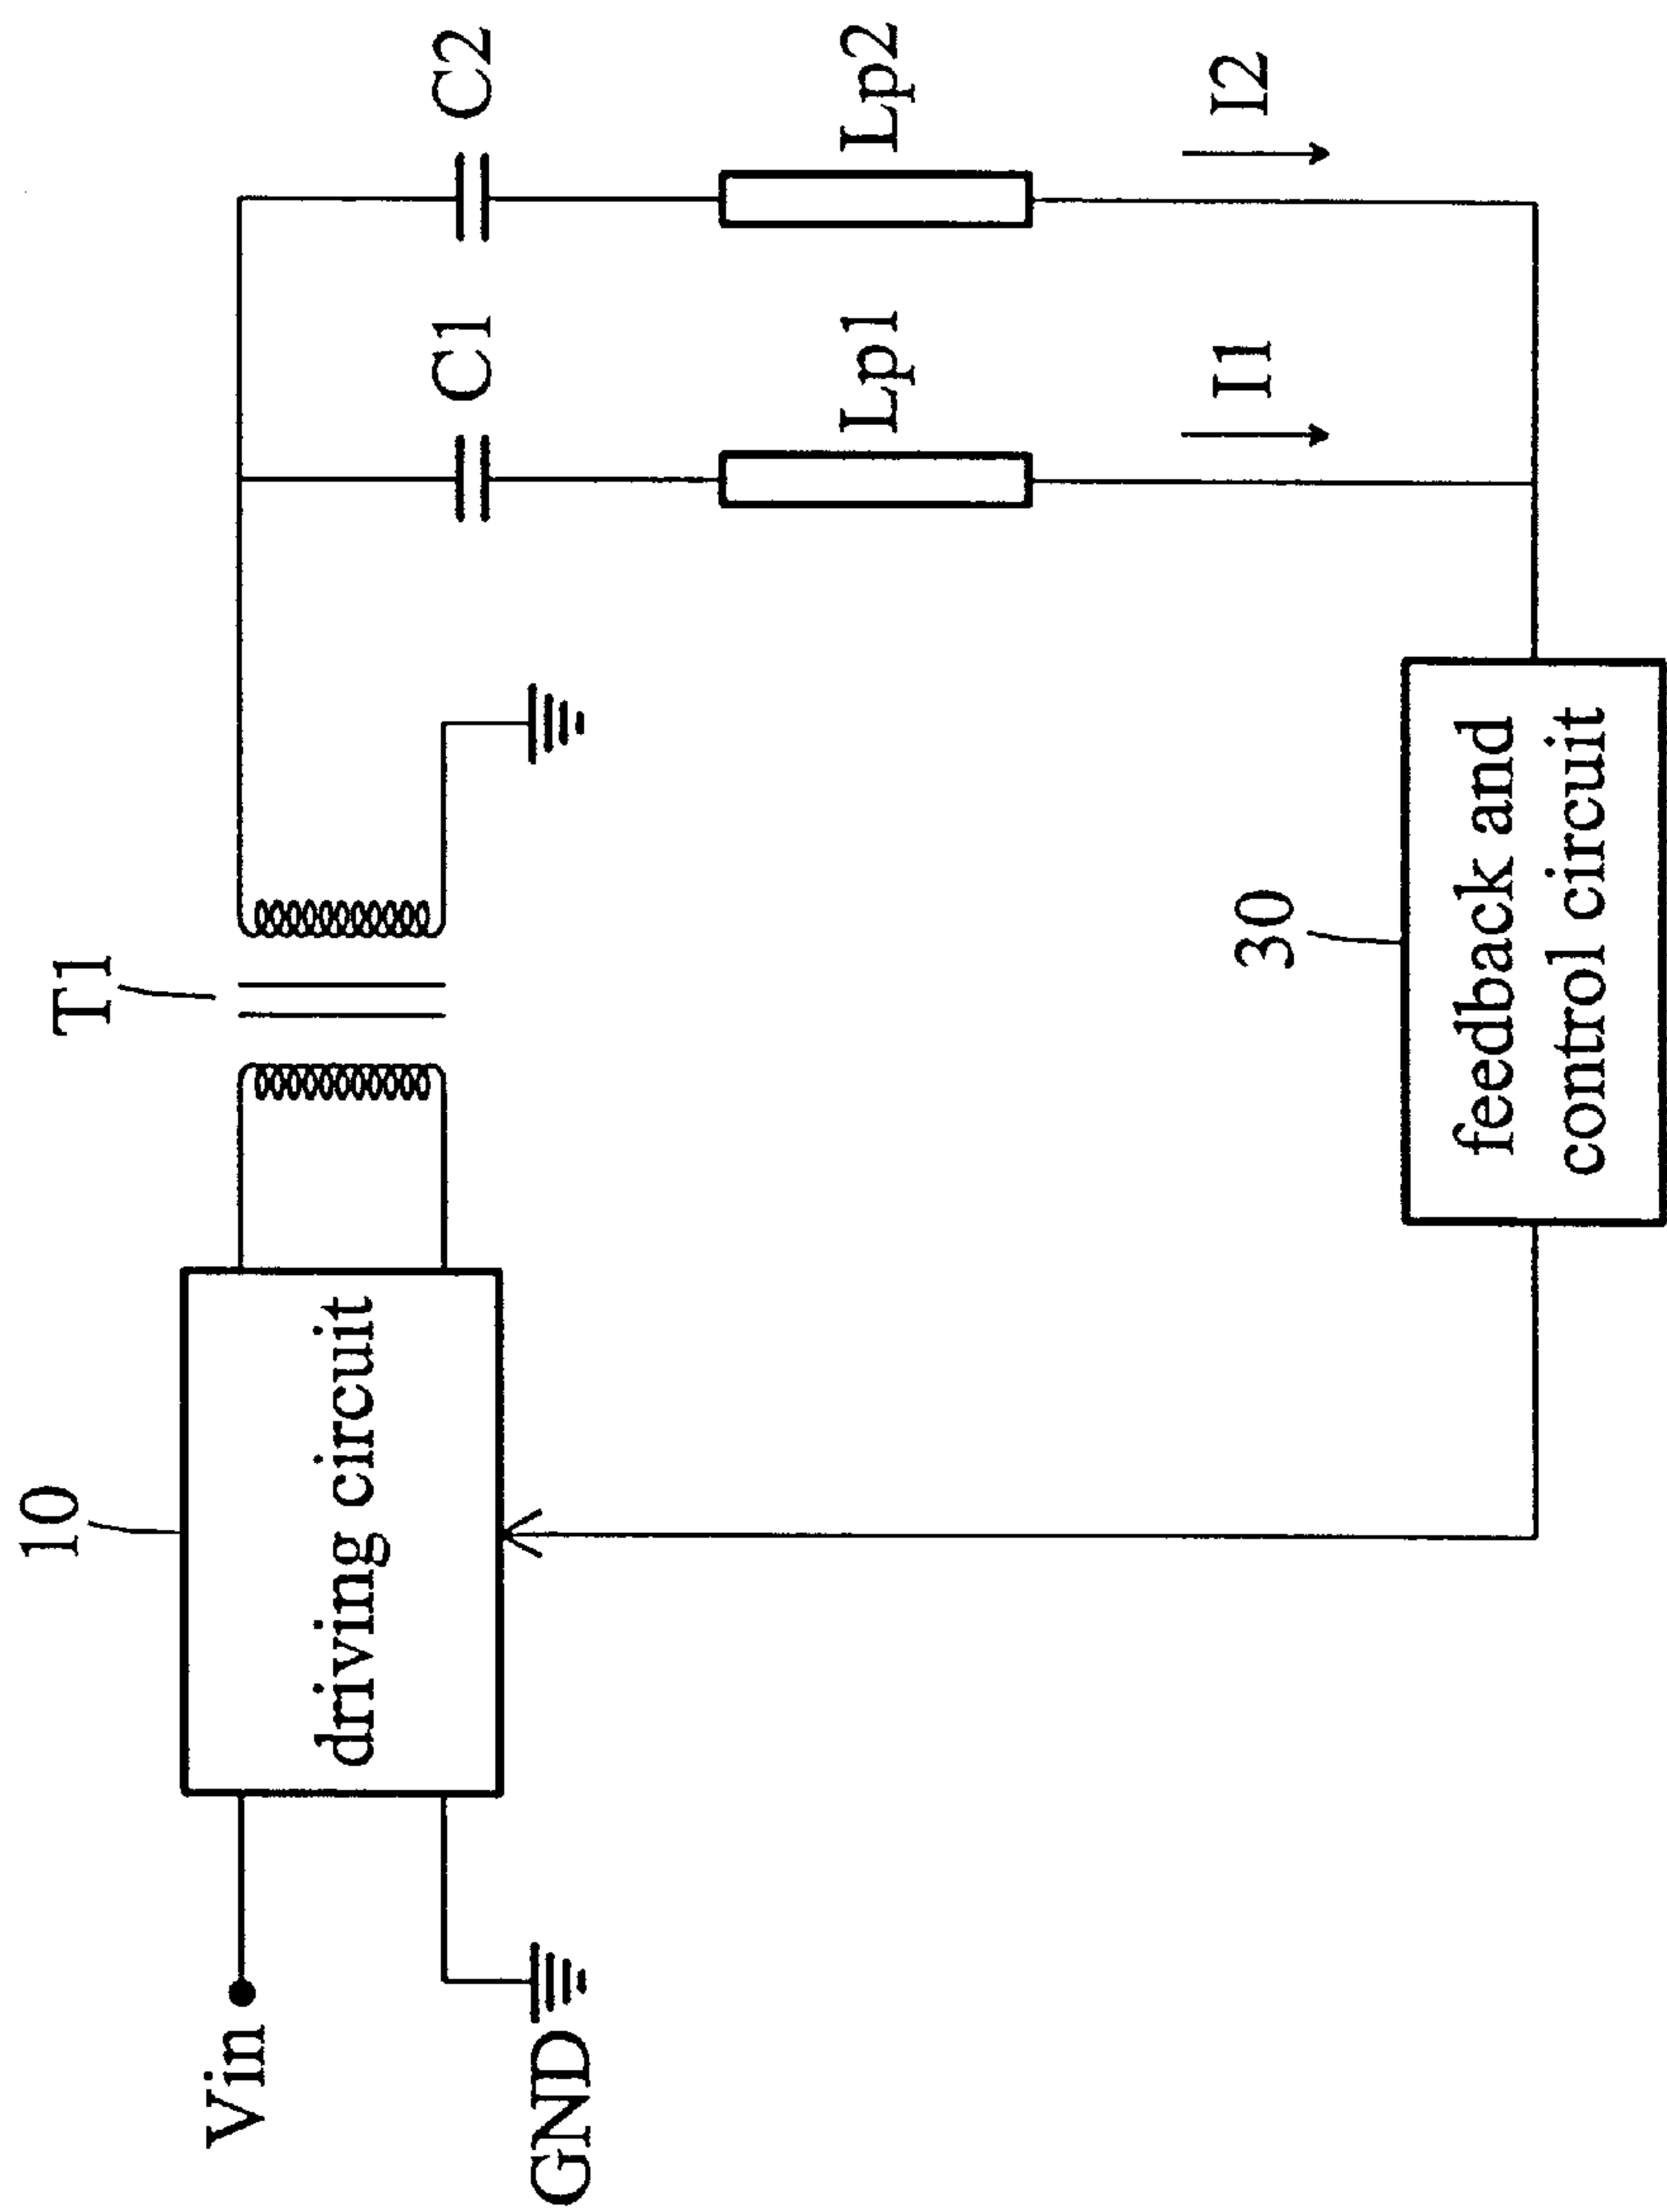 T1
C1
C2
10
Vin
driving circuit
GND
Lp1
Lp2
30
I1
I2
feedback and
control circuit